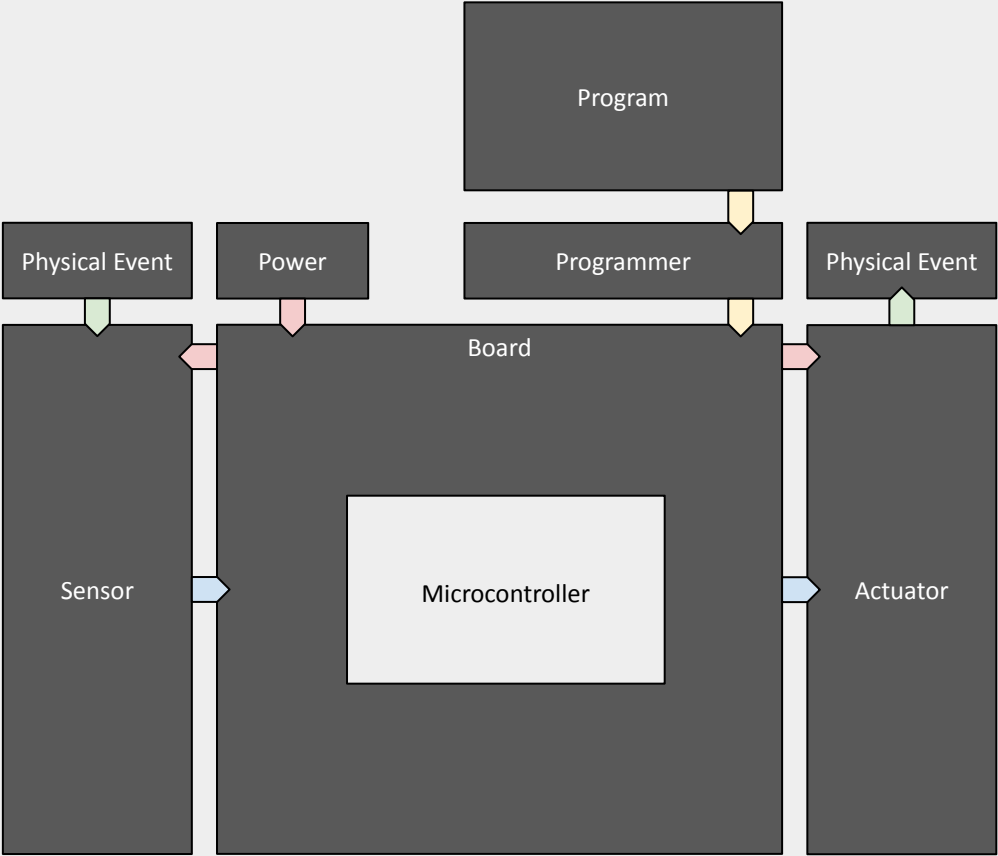 Program
Physical Event
Power
Programmer
Physical Event
Board
Sensor
Microcontroller
Actuator